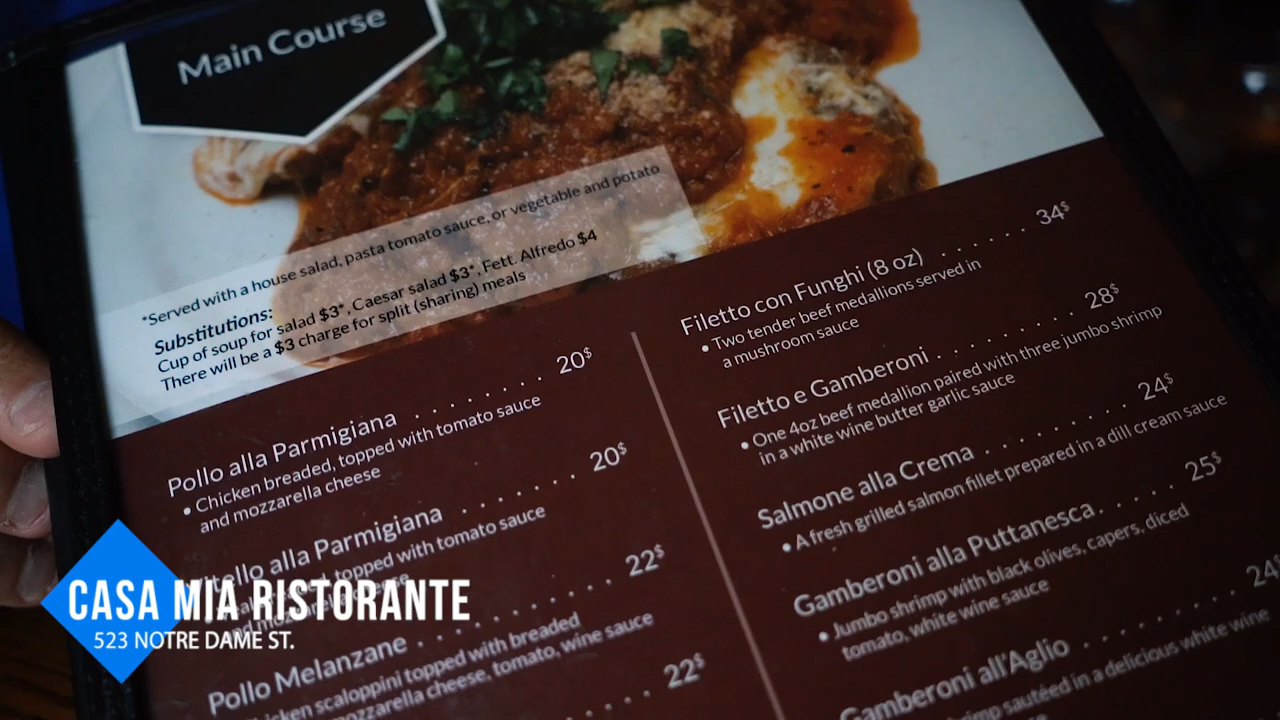 Main Course
*Served with a house salad, pasta tomato sauce, or vegetable and potato
Substitutions:
Cup of soup for salad $3*, Caesar salad $3*, Fett. Alfredo $4
There will be a $3 charge for split (sharing) meals
Pollo alla Parmigiana . . . . . . . 20$
• Chicken breaded, topped with tomato sauce
and mozzarella cheese
alla Parmigiana . . . . . . . 20$
topped with tomato sauce
Pollo Melanzane . . . . . . . . . . 22$
scaloppini topped with breaded
mozzarella cheese, tomato, wine sauce
. . . . 22$
Filetto con Funghi (8 oz) . . . . . . 34$
• Two tender beef medallions served in
a mushroom sauce
Filetto e Gamberoni . . . . . . . . 28$
• One 4oz beef medallion paired with three jumbo shrimp
in a white wine butter garlic sauce
Salmone alla Crema . . . . . . . . 24$
• A fresh grilled salmon fillet prepared in a dill cream sauce
Gamberoni alla Puttanesca. . . . . 25$
• Jumbo shrimp with black olives, capers, diced
tomato, white wine sauce
Gamberoni all'Aglio . . . . . . . . 24$
sautéed in a delicious white wine
CASA MIA RISTORANTE
523 NOTRE DAME ST.